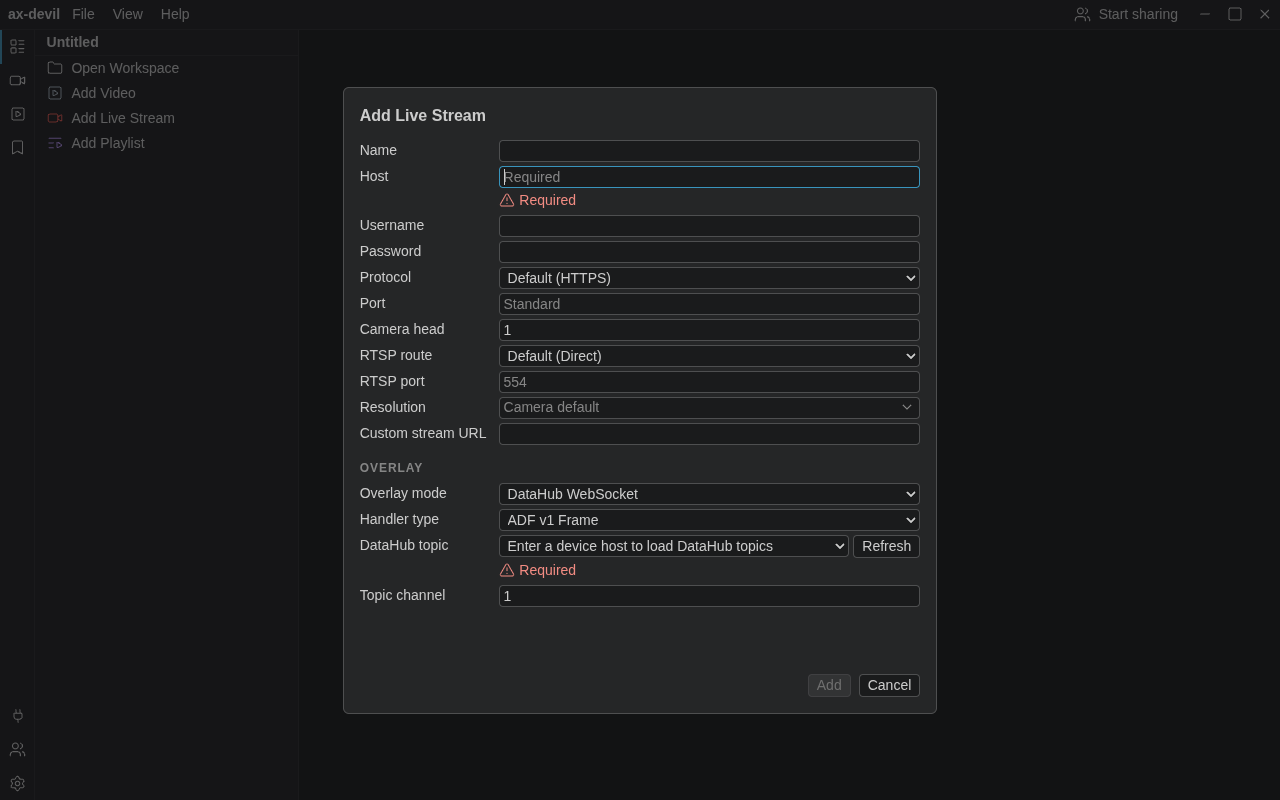 ax-devil File View Help Start sharing
Untitled
Open Workspace
Add Video
Add Live Stream
Add Playlist
Add Live Stream
Name
Host Required
Required
Username
Password
Protocol Default (HTTPS)
Port Standard
Camera head 1
RTSP route Default (Direct)
RTSP port 554
Resolution Camera default
Custom stream URL
OVERLAY
Overlay mode DataHub WebSocket
Handler type ADF v1 Frame
DataHub topic Enter a device host to load DataHub topics Refresh
Required
Topic channel 1
Add Cancel